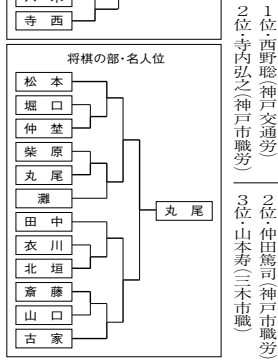 寺西
将棋の部・名人位
松本
堀口
仲埜
柴原
丸尾
灘
田中
衣川
北垣
斎藤
山口
古家
丸尾
1位・西野聡(神戸交通労)
2位・寺内弘之(神戸市職労)
2位・仲田篤司(神戸市職労)
3位・山本寿(三木市職)